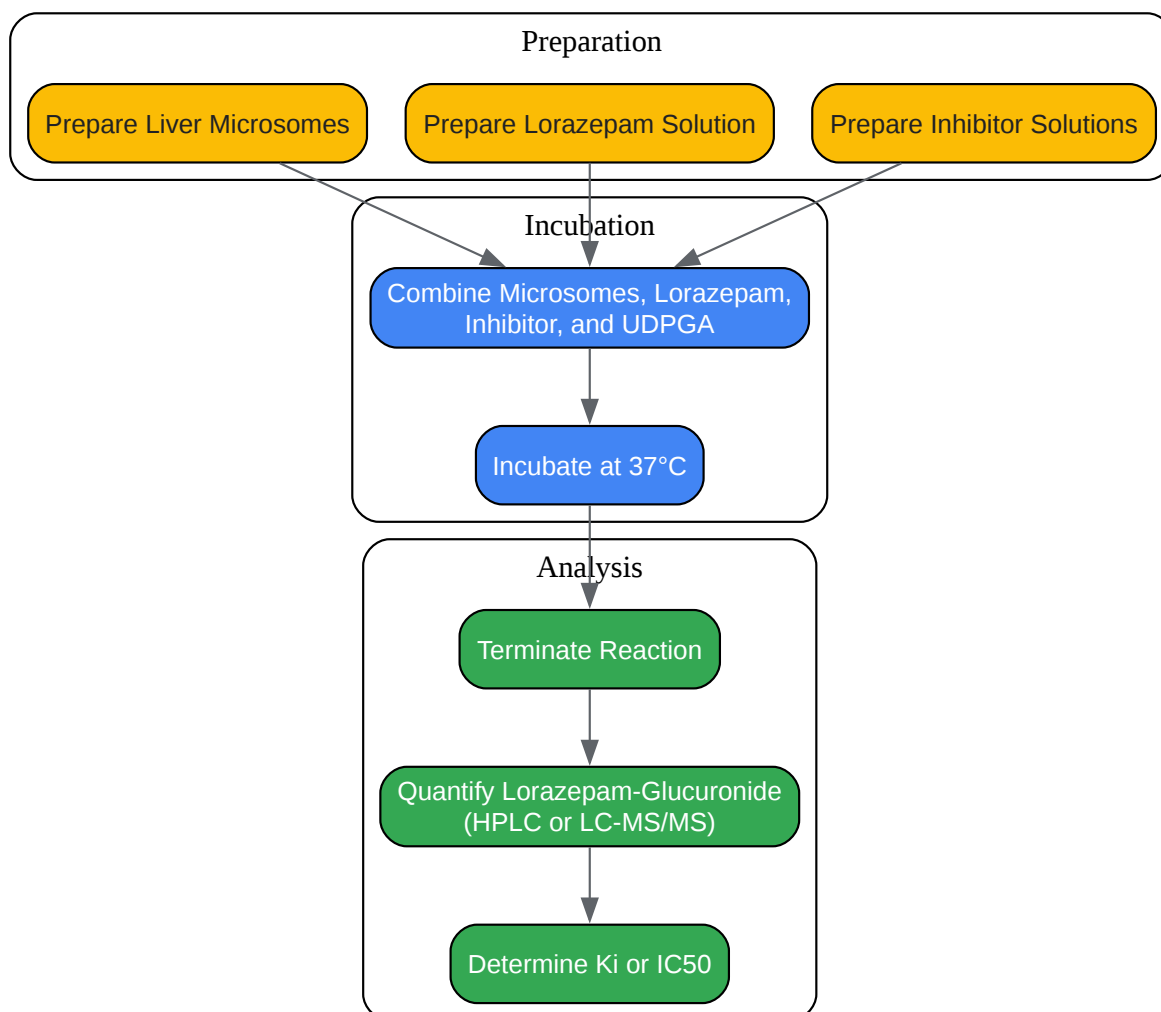 Preparation
Prepare Liver Microsomes
Prepare Lorazepam Solution
Prepare Inhibitor Solutions
Incubation
Combine Microsomes, Lorazepam,
Inhibitor, and UDPGA
Incubate at 37°C
Analysis
Terminate Reaction
Quantify Lorazepam-Glucuronide
(HPLC or LC-MS/MS)
Determine Ki or IC50